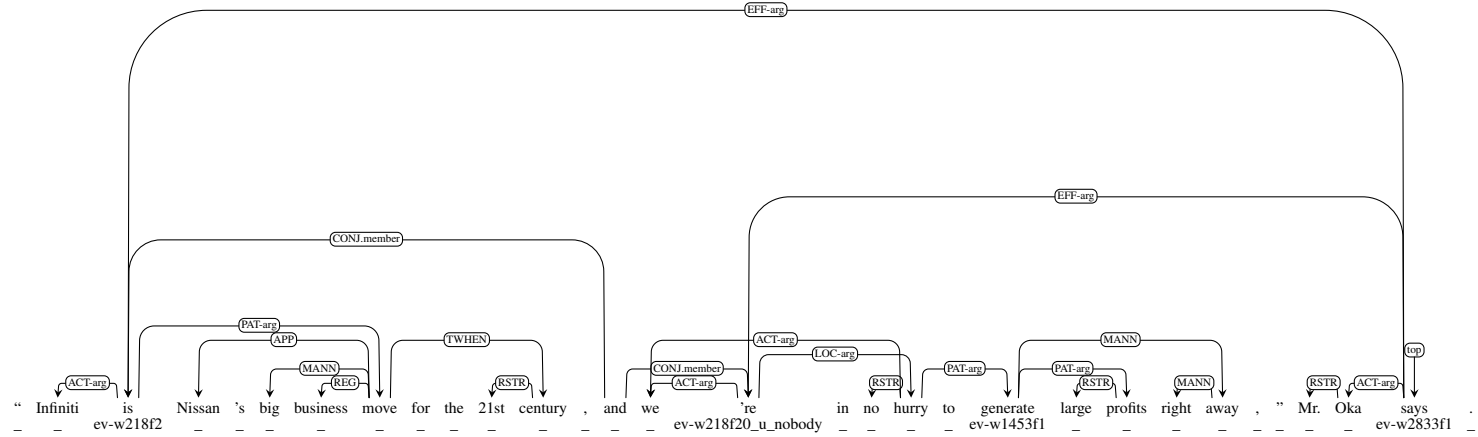 EFF-arg
EFF-arg
CONJ.member
PAT-arg
APP TWHEN ACT-arg MANN
LOC-arg top
MANN CONJ.member PAT-arg PAT-arg
ACT-arg REG RSTR ACT-arg RSTR RSTR MANN RSTR ACT-arg
“ Infiniti is Nissan 's big business move for the 21st century , and we 're in no hurry to generate large profits right away , ” Mr. Oka says .
_ _ ev-w218f2 _ _ _ _ _ _ _ _ _ _ _ _ ev-w218f20_u_nobody _ _ _ _ ev-w1453f1 _ _ _ _ _ _ _ _ ev-w2833f1 _